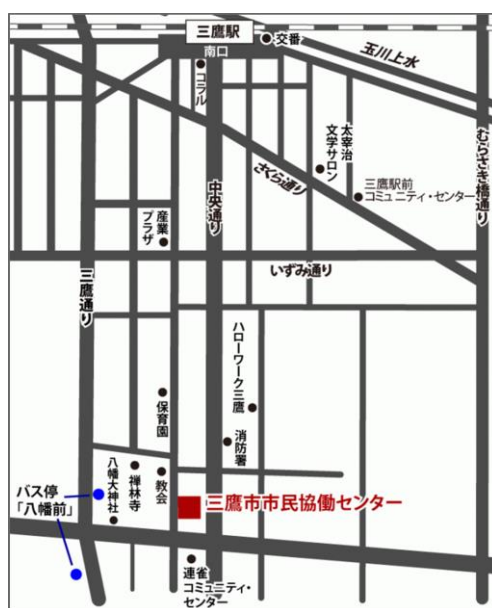 三鷹駅
南口
交番
玉川上水
コラル
太宰治
文学サロン
むらさき橋通り
さくら通り
三鷹駅前
コミュニティ・センター
中央通り
産業
プラザ
いずみ通り
三鷹通り
ハローワーク三鷹
保育園
消防署
八幡大神社
禅林寺
教会
バス停
「八幡前」
三鷹市市民協働センター
連雀
コミュニティ・
センター